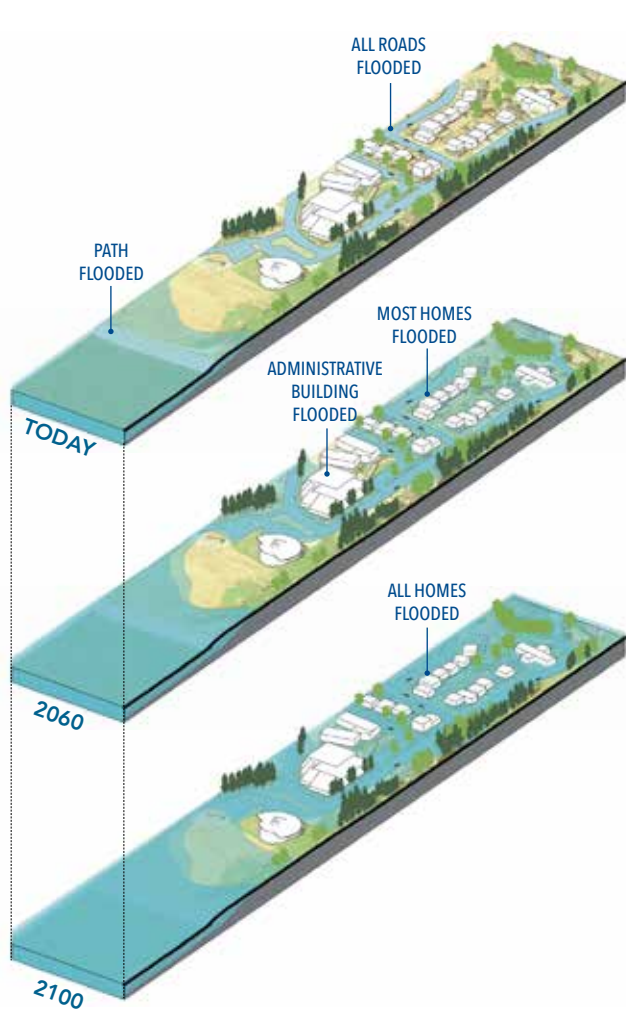 ALL ROADS
FLOODED
PATH
FLOODED
TODAY
MOST HOMES
FLOODED
ADMINISTRATIVE
BUILDING
FLOODED
2060
ALL HOMES
FLOODED
2100